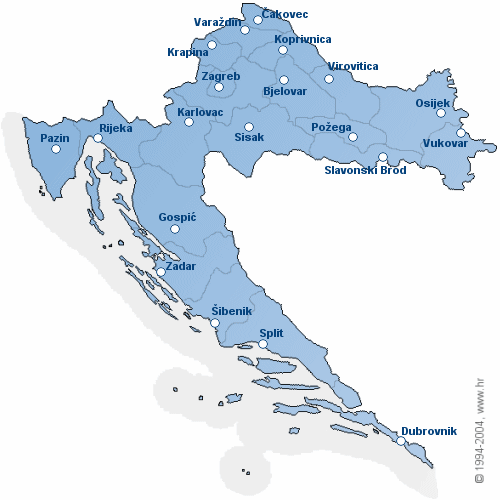 Čakovec
Varaždin
Koprivnica
Krapina
Virovitica
Zagreb
Bjelovar
Osijek
Karlovac
Rijeka
Požega
Pazin
Sisak
Vukovar
Slavonski Brod
Gospić
Zadar
Šibenik
Split
Dubrovnik
© 1994-2004, www.hr